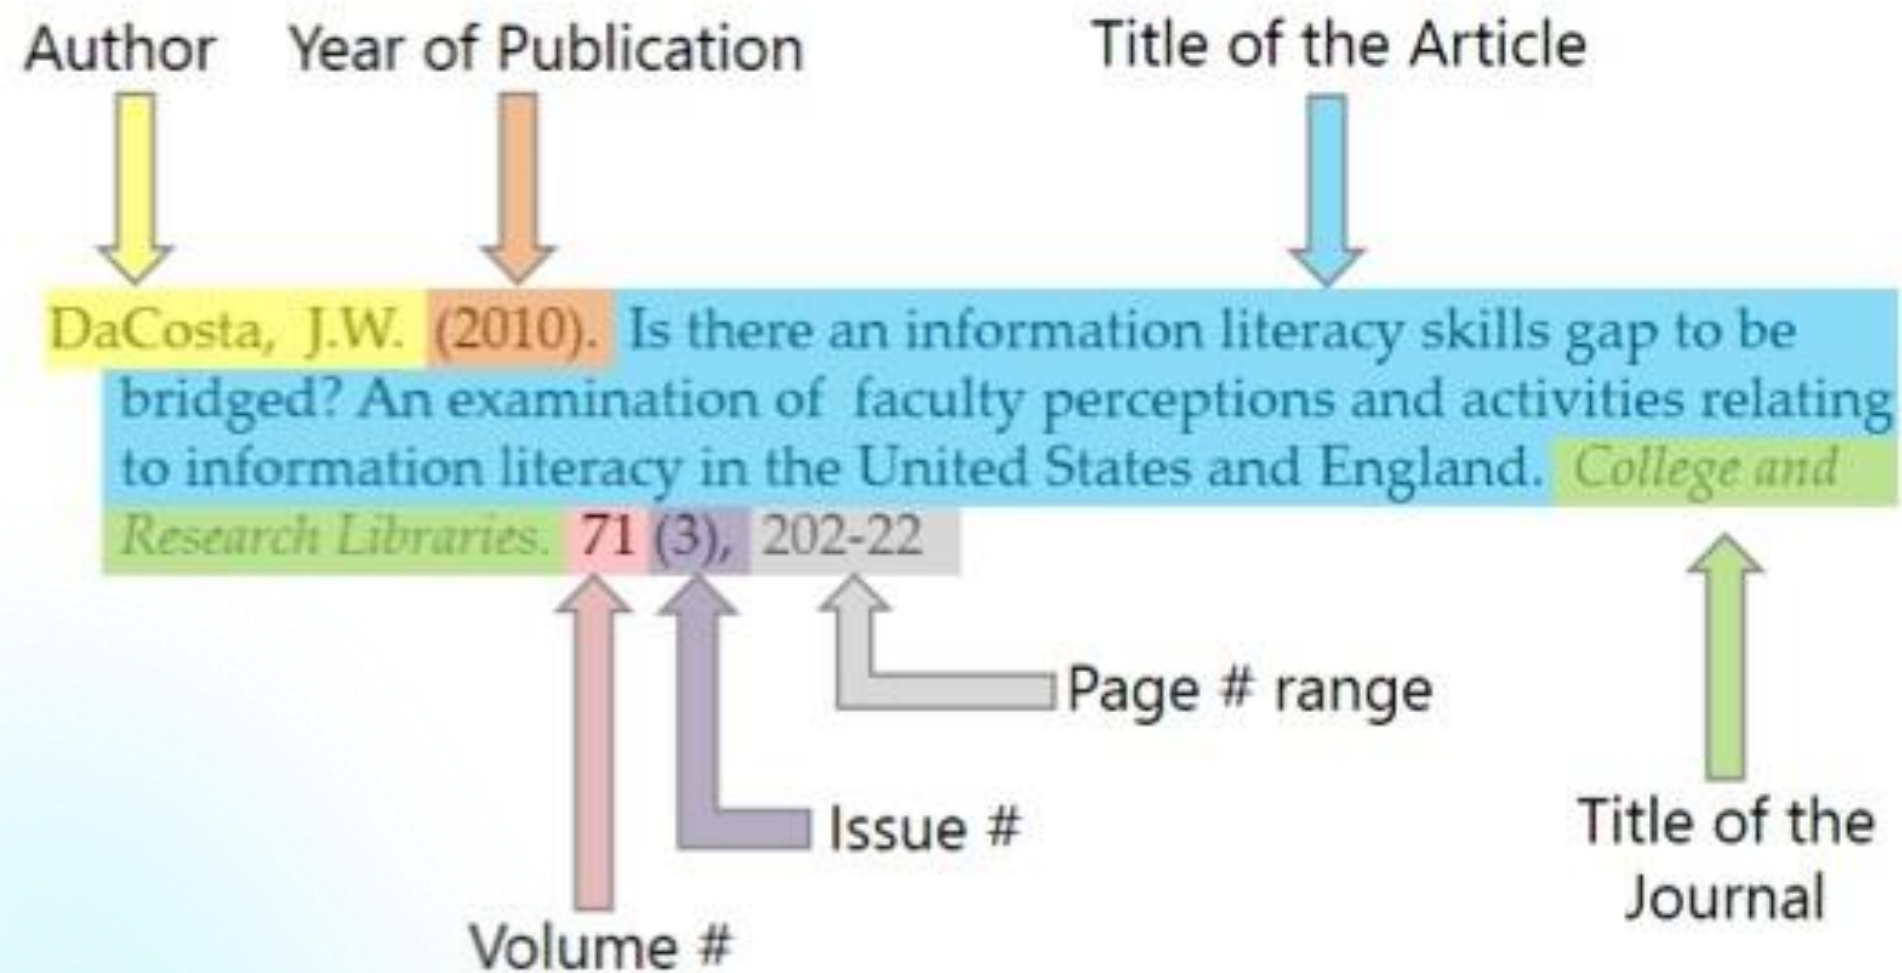 Author Year of Publication Title of the Article
DaCosta, J.W. (2010). Is there an information literacy skills gap to be
bridged? An examination of faculty perceptions and activities relating
to information literacy in the United States and England. College and
Research Libraries. 71 (3), 202-22
Page # range
Issue #
Title of the
Journal
Volume #